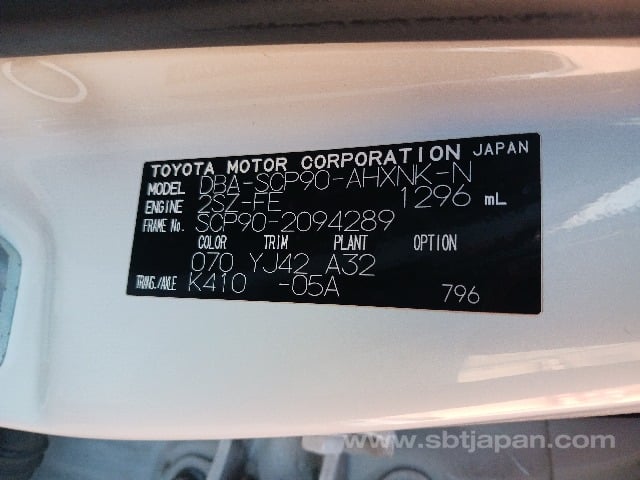 TOYOTA MOTOR CORPORATION JAPAN
MODEL DBA-SCP90-AHXNK-N
ENGINE 2SZ-FE 1296 mL
FRAME No. SCP90-2094289
COLOR TRIM PLANT OPTION
070 YJ42 A32
TRANS./AXLE K410 -05A 796
www.sbtjapan.com